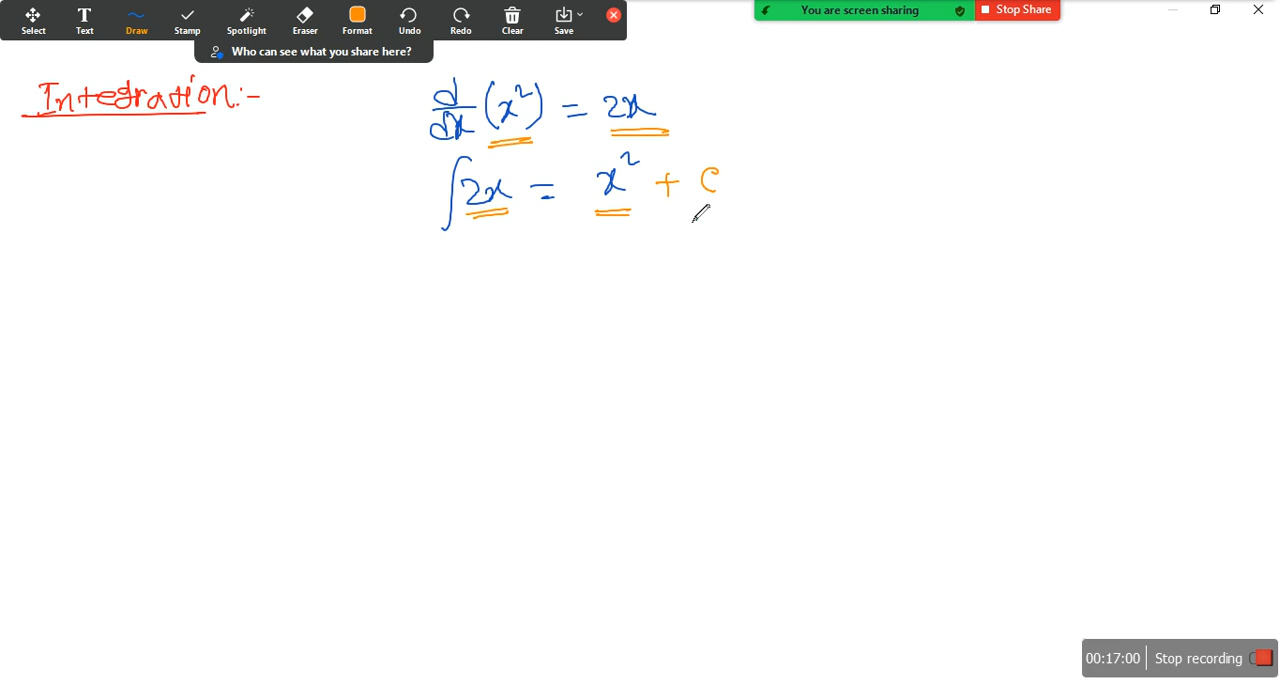 Select Text Draw Stamp Spotlight Eraser Format Undo Redo Clear Save
You are screen sharing Stop Share
Who can see what you share here?
Integration:-
d/dx (x²) = 2x
∫2x = x² + c
00:17:00 Stop recording